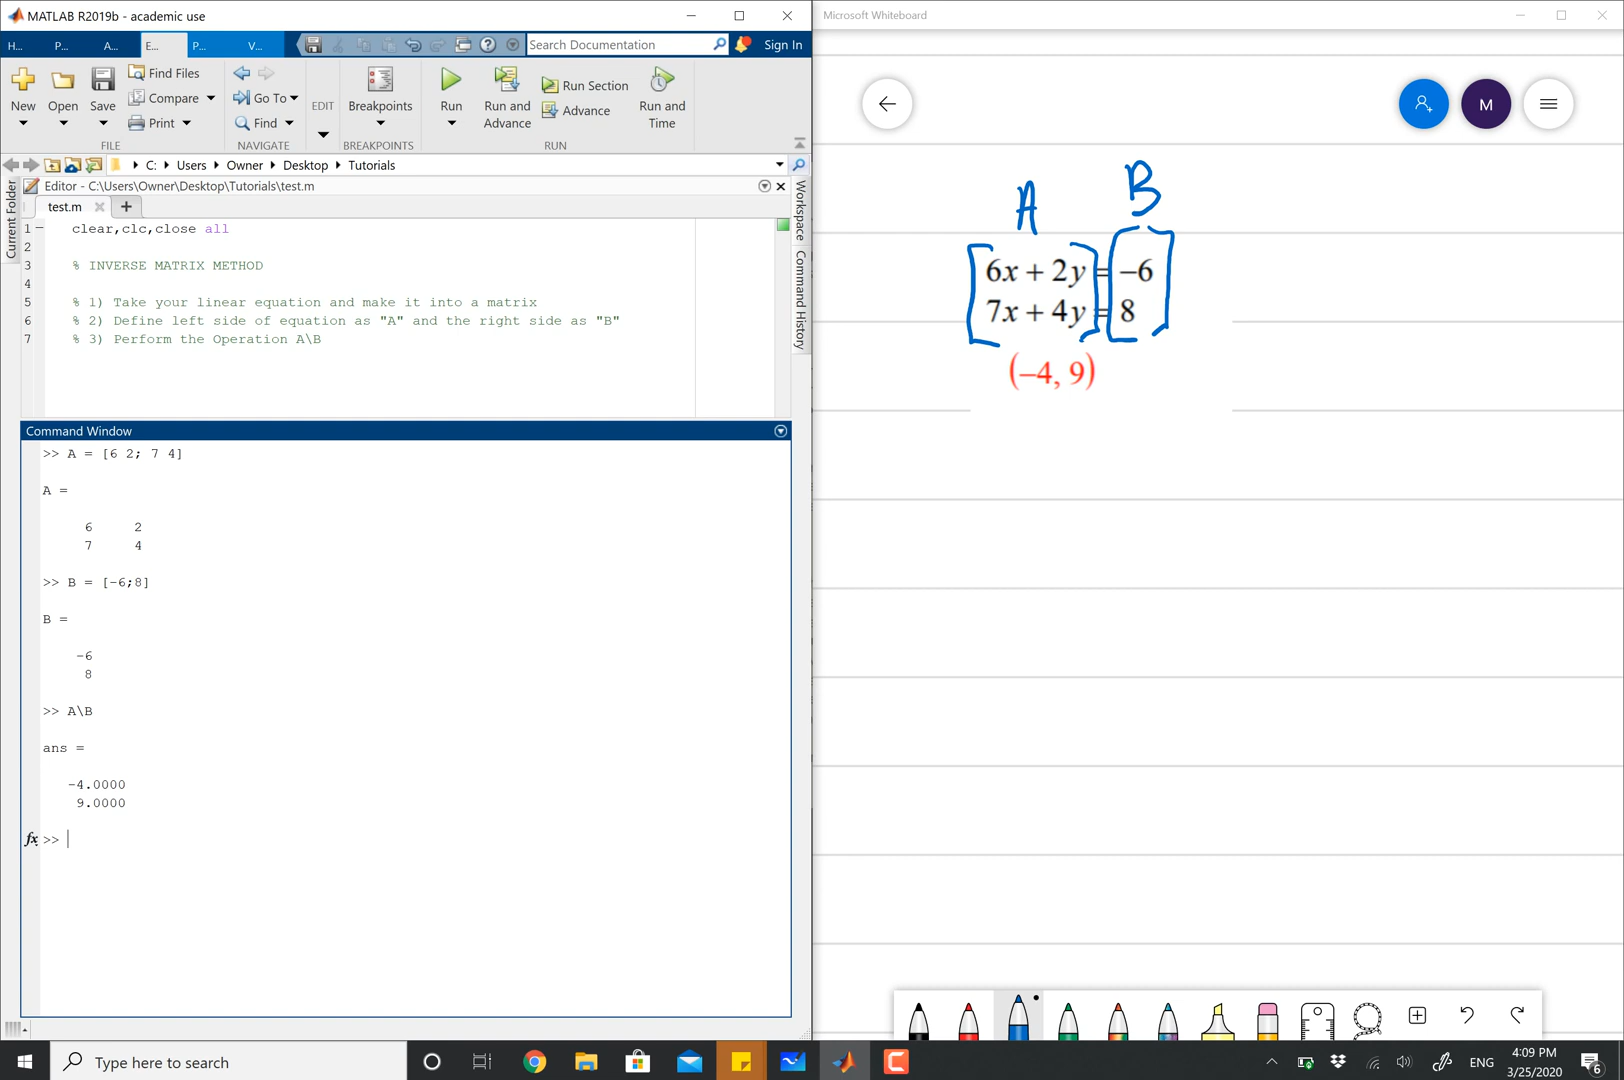 MATLAB R2019b - academic use
H... P... A... E... P... V... Search Documentation Sign In
New Open Save Find Files Compare Print Go To Find EDIT Breakpoints Run Run and Advance Run Section Advance Run and Time
FILE NAVIGATE BREAKPOINTS RUN
C: Users Owner Desktop Tutorials
Current Folder
Editor - C:\Users\Owner\Desktop\Tutorials\test.m
test.m +
1 clear,clc,close all
2
3 % INVERSE MATRIX METHOD
4
5 % 1) Take your linear equation and make it into a matrix
6 % 2) Define left side of equation as "A" and the right side as "B"
7 % 3) Perform the Operation A\B
Workspace
Command History
Command Window
>> A = [6 2; 7 4]
A =
6 2
7 4
>> B = [-6;8]
B =
-6
8
>> A\B
ans =
-4.0000
9.0000
fx >>
Microsoft Whiteboard
M
A B
6x + 2y = −6
7x + 4y = 8
(−4, 9)
Type here to search
ENG
4:09 PM
3/25/2020
6